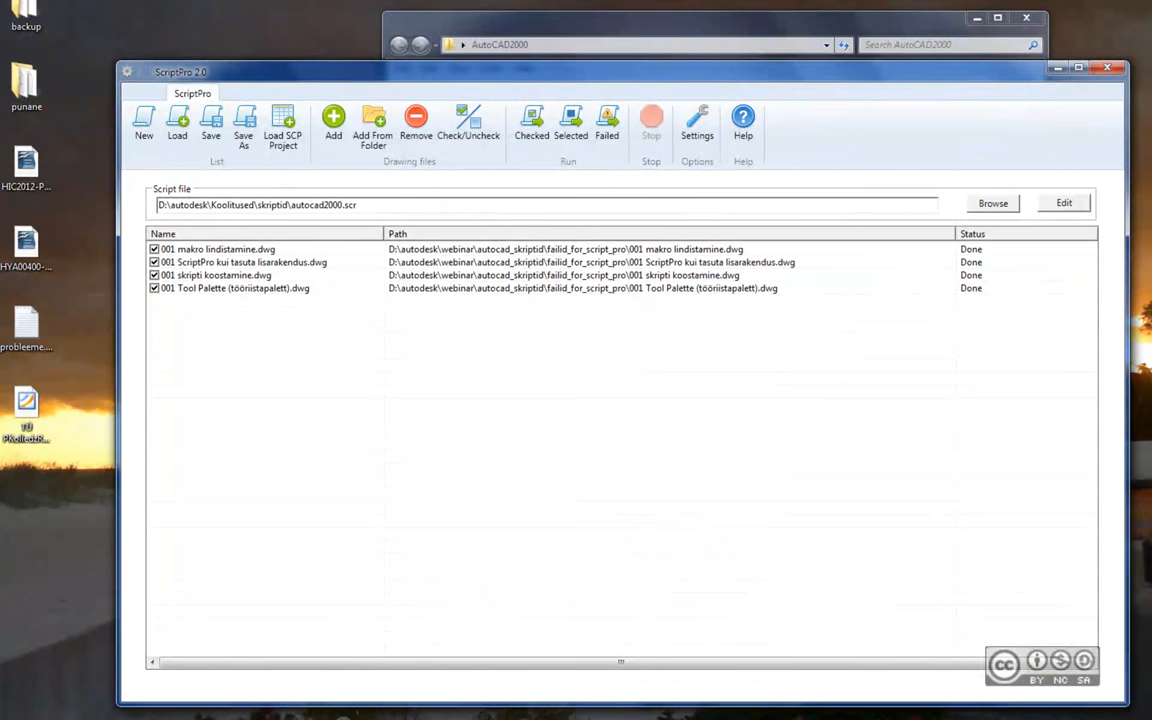 backup
AutoCAD2000
Search AutoCAD2000
ScriptPro 2.0
punane
ScriptPro
New
Load
Save
Save As
Load SCP Project
Add
Add From Folder
Remove
Check/Uncheck
Checked
Selected
Failed
Stop
Settings
Help
List
Drawing files
Run
Stop
Options
Help
HIC2012-P...
Script file
D:\autodesk\Koolitused\skriptid\autocad2000.scr
Browse
Edit
Name
Path
Status
001 makro lindistamine.dwg
D:\autodesk\webinar\autocad_skriptid\failid_for_script_pro\001 makro lindistamine.dwg
Done
001 ScriptPro kui tasuta lisarakendus.dwg
D:\autodesk\webinar\autocad_skriptid\failid_for_script_pro\001 ScriptPro kui tasuta lisarakendus.dwg
Done
001 skripti koostamine.dwg
D:\autodesk\webinar\autocad_skriptid\failid_for_script_pro\001 skripti koostamine.dwg
Done
001 Tool Palette (tööriistapalett).dwg
D:\autodesk\webinar\autocad_skriptid\failid_for_script_pro\001 Tool Palette (tööriistapalett).dwg
Done
HYA00400-...
probleeme....
TÜ
PKolledzR...
cc
BY NC SA